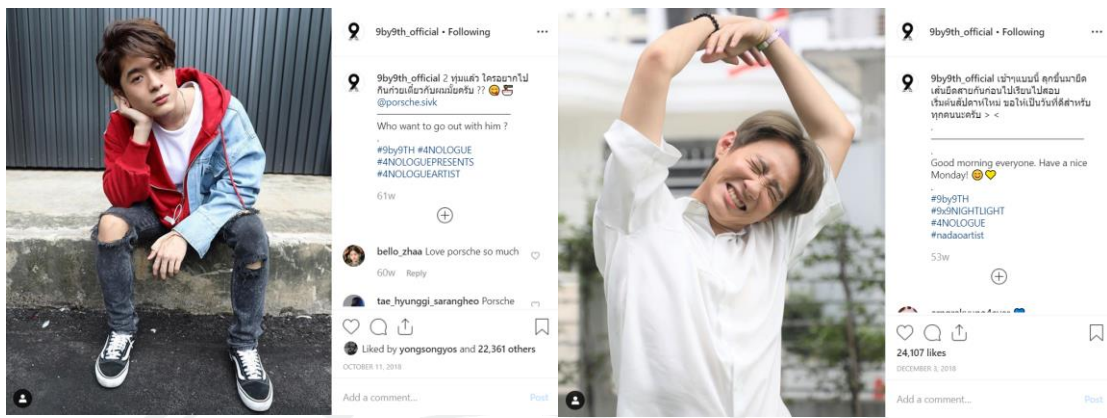 9by9th_official • Following
9by9th_official 2 ทุ่มแล้ว ใครอยากไป
กินก๋วยเตี๋ยวกับผมมั้ยครับ ??
@porsche.sivk
Who want to go out with him ?
.
#9by9TH #4NOLOGUE
#4NOLOGUEPRESENTS
#4NOLOGUEARTIST
61w
bello_zhaa Love porsche so much
60w Reply
tae_hyunggi_sarangheo Porsche
Liked by yongsongyos and 22,361 others
OCTOBER 11, 2018
Add a comment... Post
9by9th_official • Following
9by9th_official เช้าๆแบบนี้ ลุกขึ้นมายืด
เส้นยืดสายกันก่อนไปเรียนไปสอบ
เริ่มต้นสัปดาห์ใหม่ ขอให้เป็นวันที่ดีสำหรับ
ทุกคนนะครับ > <
.
.
Good morning everyone. Have a nice
Monday!
.
#9by9TH
#9x9NIGHTLIGHT
#4NOLOGUE
#nadaoartist
53w
24,107 likes
DECEMBER 3, 2018
Add a comment... Post